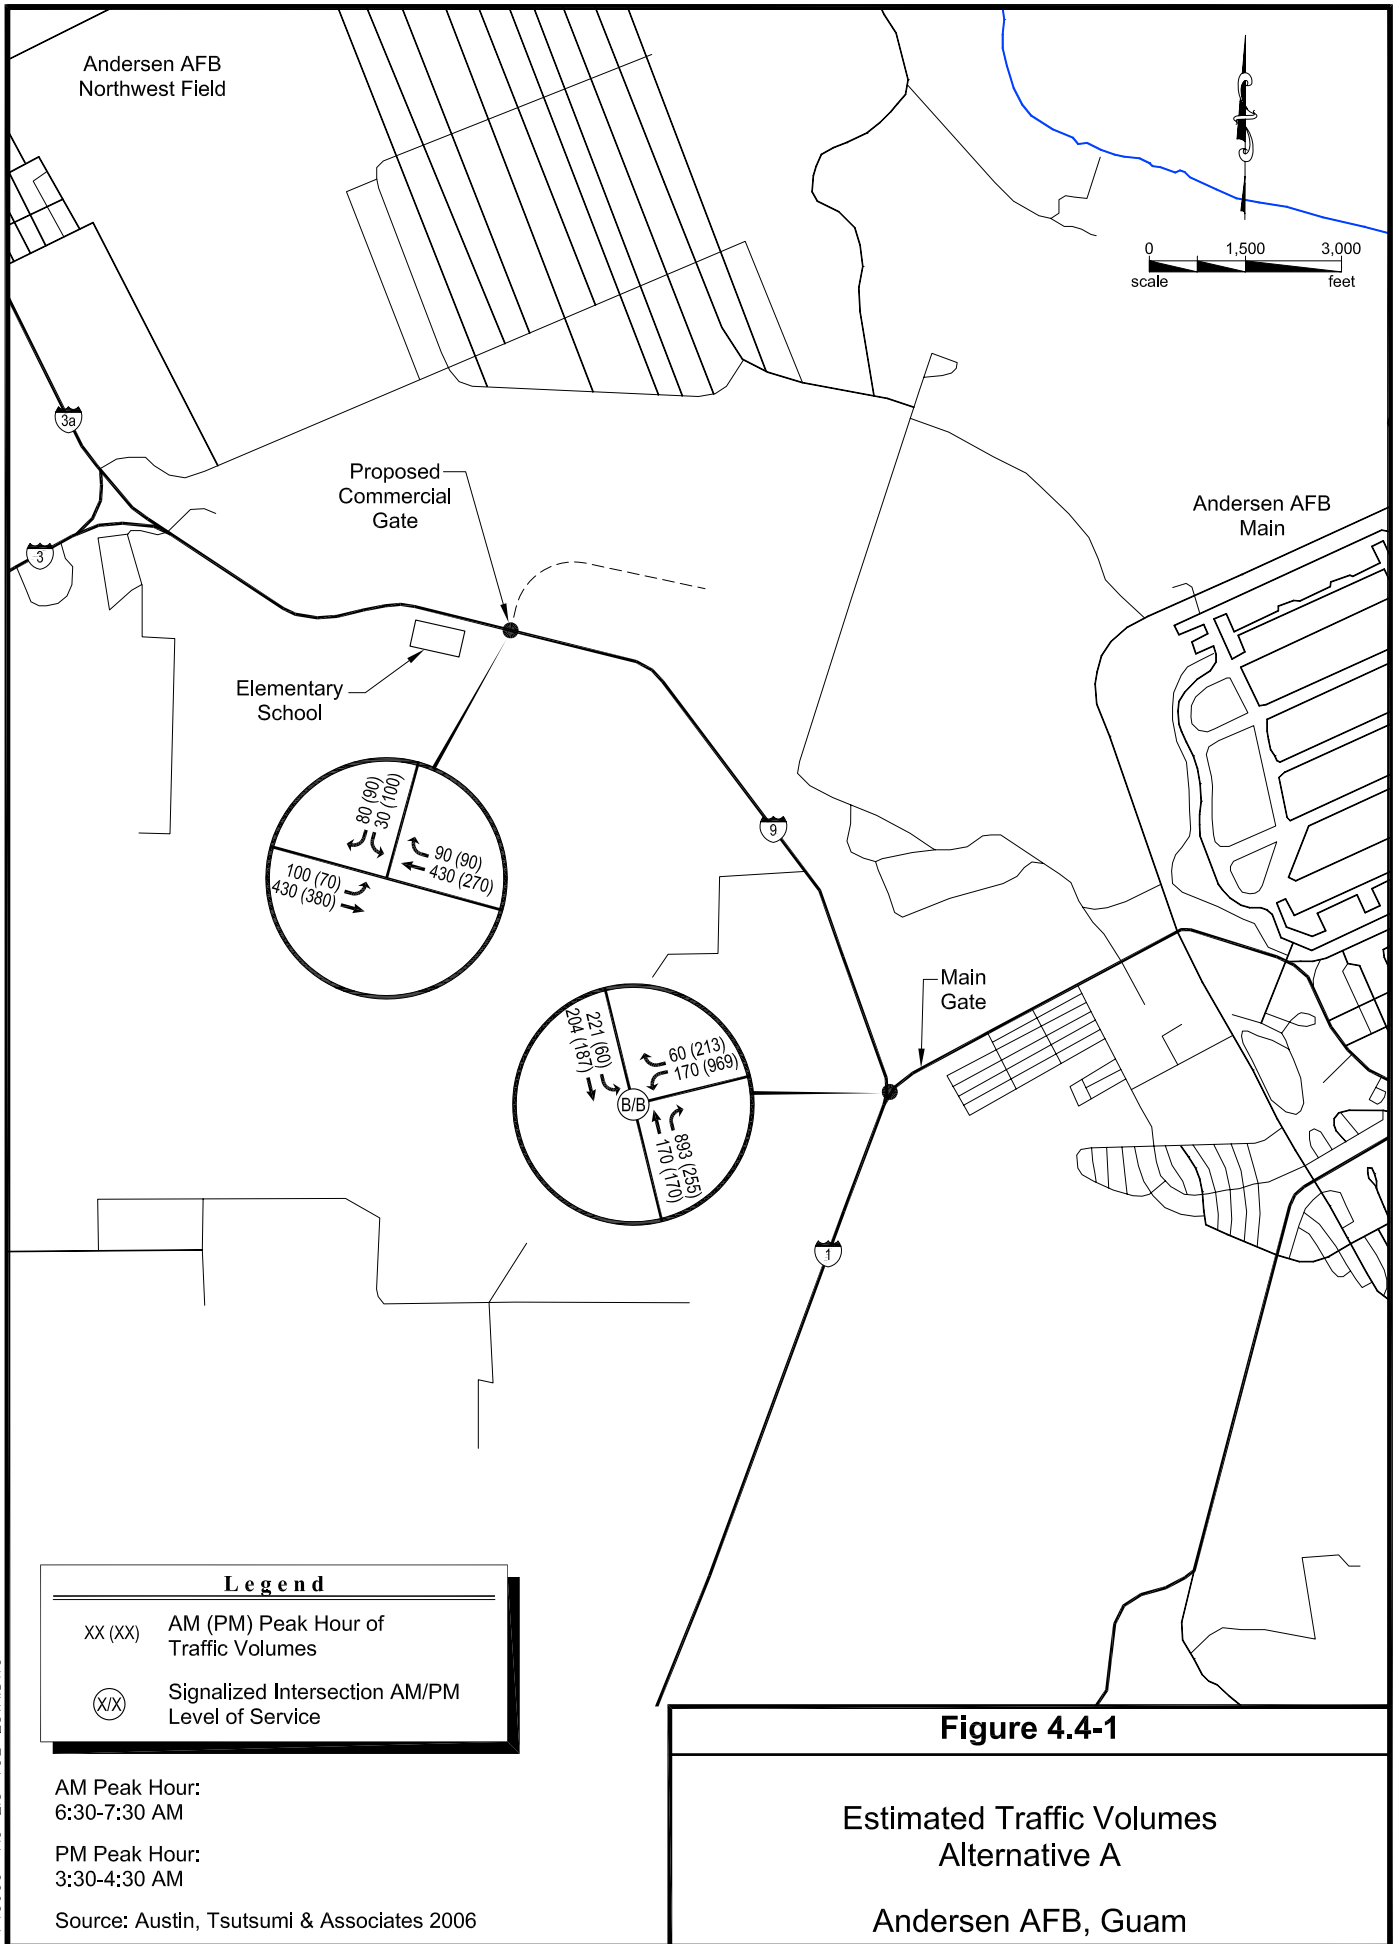 Andersen AFB
Northwest Field
0 1,500 3,000
scale feet
3a
Proposed
Commercial
Gate
Andersen AFB
Main
3
Elementary
School
80 (90)
30 (100)
90 (90)
430 (270)
100 (70)
430 (380)
9
Main
Gate
221 (60)
204 (187)
60 (213)
170 (969)
B/B
893 (255)
170 (170)
1
Legend
XX (XX) AM (PM) Peak Hour of
Traffic Volumes
X/X Signalized Intersection AM/PM
Level of Service
AM Peak Hour:
6:30-7:30 AM
PM Peak Hour:
3:30-4:30 AM
Source: Austin, Tsutsumi & Associates 2006
Figure 4.4-1
Estimated Traffic Volumes
Alternative A
Andersen AFB, Guam